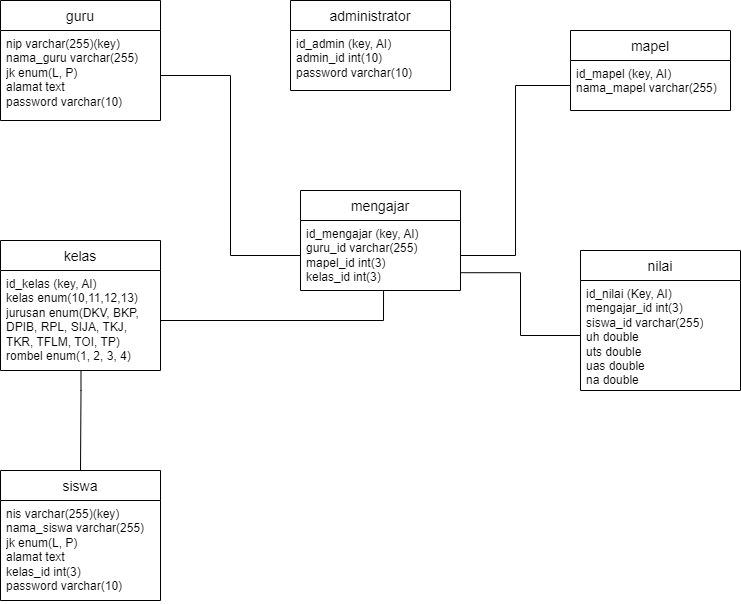 guru
nip varchar(255)(key)
nama_guru varchar(255)
jk enum(L, P)
alamat text
password varchar(10)
administrator
id_admin (key, AI)
admin_id int(10)
password varchar(10)
mapel
id_mapel (key, AI)
nama_mapel varchar(255)
mengajar
id_mengajar (key, AI)
guru_id varchar(255)
mapel_id int(3)
kelas_id int(3)
kelas
id_kelas (key, AI)
kelas enum(10,11,12,13)
jurusan enum(DKV, BKP,
DPIB, RPL, SIJA, TKJ,
TKR, TFLM, TOI, TP)
rombel enum(1, 2, 3, 4)
nilai
id_nilai (Key, AI)
mengajar_id int(3)
siswa_id varchar(255)
uh double
uts double
uas double
na double
siswa
nis varchar(255)(key)
nama_siswa varchar(255)
jk enum(L, P)
alamat text
kelas_id int(3)
password varchar(10)